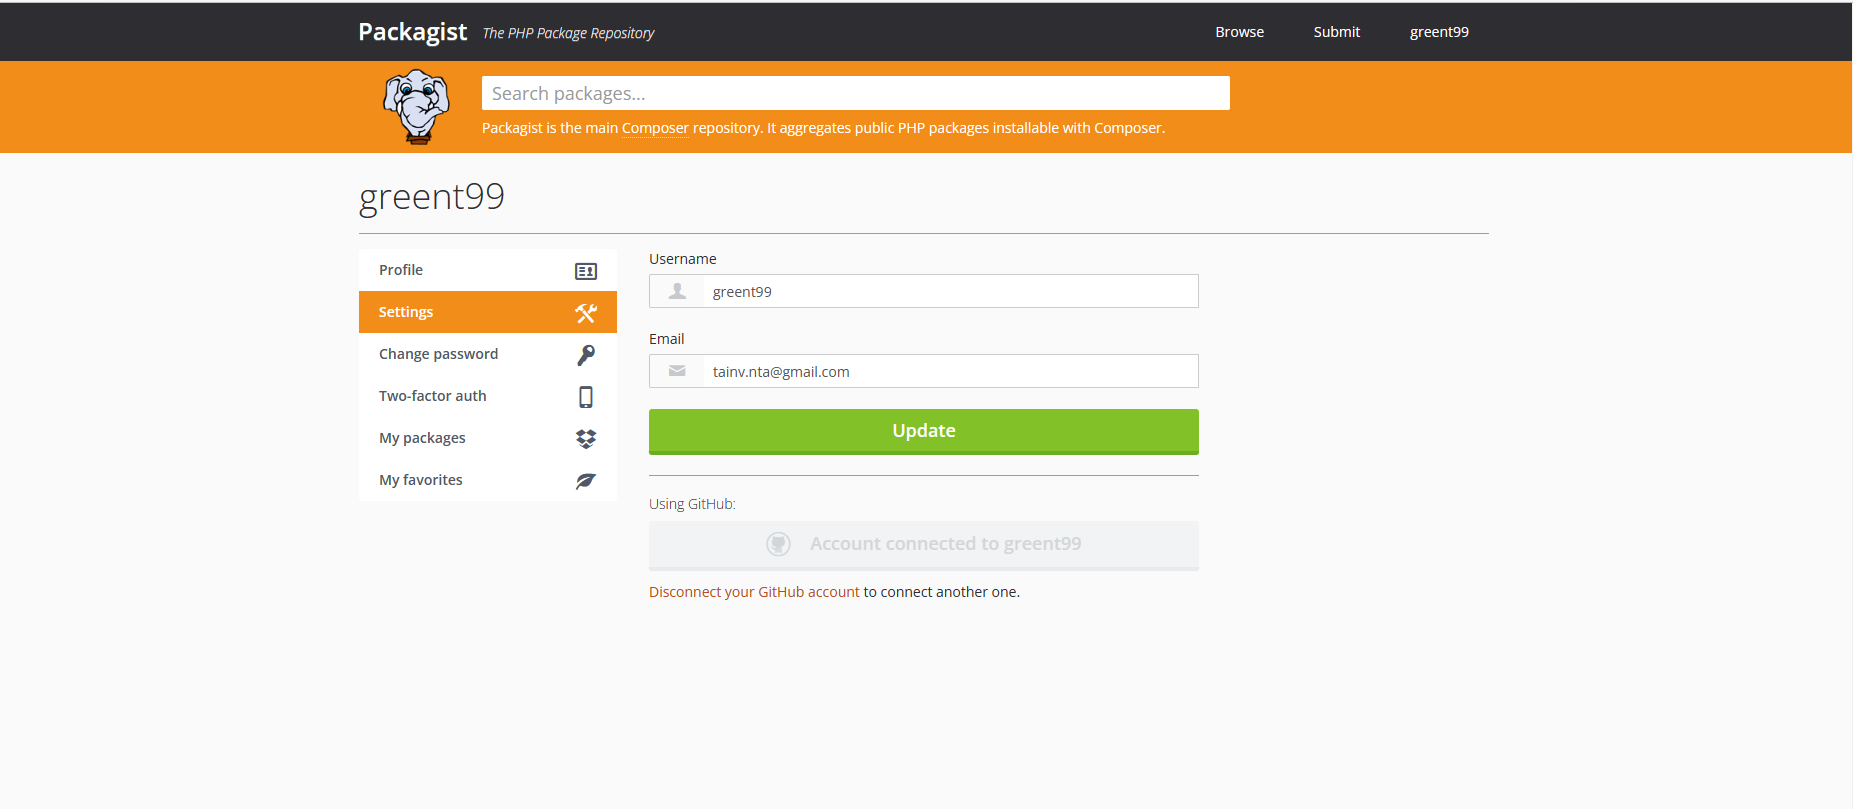 Packagist The PHP Package Repository
Browse Submit greent99
Search packages...
Packagist is the main Composer repository. It aggregates public PHP packages installable with Composer.
greent99
Profile
Settings
Change password
Two-factor auth
My packages
My favorites
Username
greent99
Email
tainv.nta@gmail.com
Update
Using GitHub:
Account connected to greent99
Disconnect your GitHub account to connect another one.